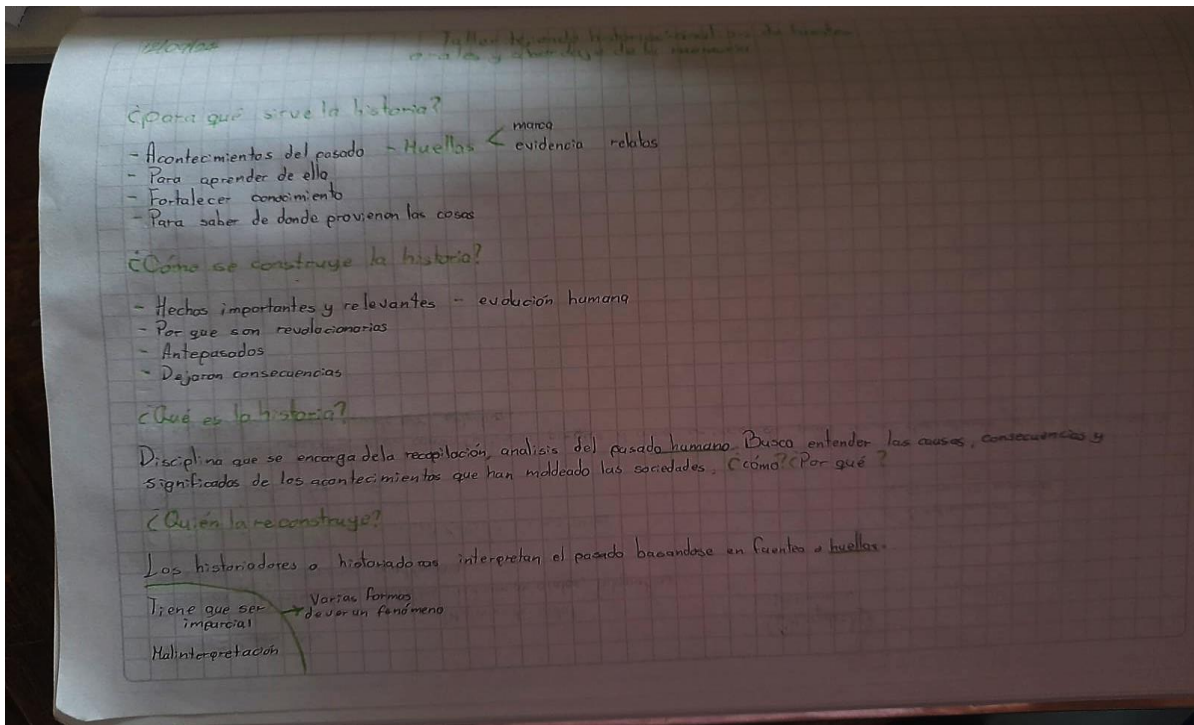 ¿para qué sirve la historia?
- Acontecimientos del pasado - Huellas < marca
evidencia relatos
- Para aprender de ella
- Fortalecer conocimiento
- Para saber de donde provienen las cosas
¿Cómo se construye la historia?
- Hechos importantes y relevantes - evolución humana
- Por que son revolucionarias
- Antepasados
- Dejaron consecuencias
¿Qué es la historia?
Disciplina que se encarga dela recopilación, analisis del pasado humano. Busca entender las causas, consecuencias y
significados de los acontecimientos que han moldeado las sociedades. ¿cómo? ¿Por qué?
¿Quién la reconstruye?
Los historiadores o historiadoras interpretan el pasado basandose en fuentes o huellas.
Tiene que ser → Varias formas
imparcial de ver un fenómeno
Malinterpretación